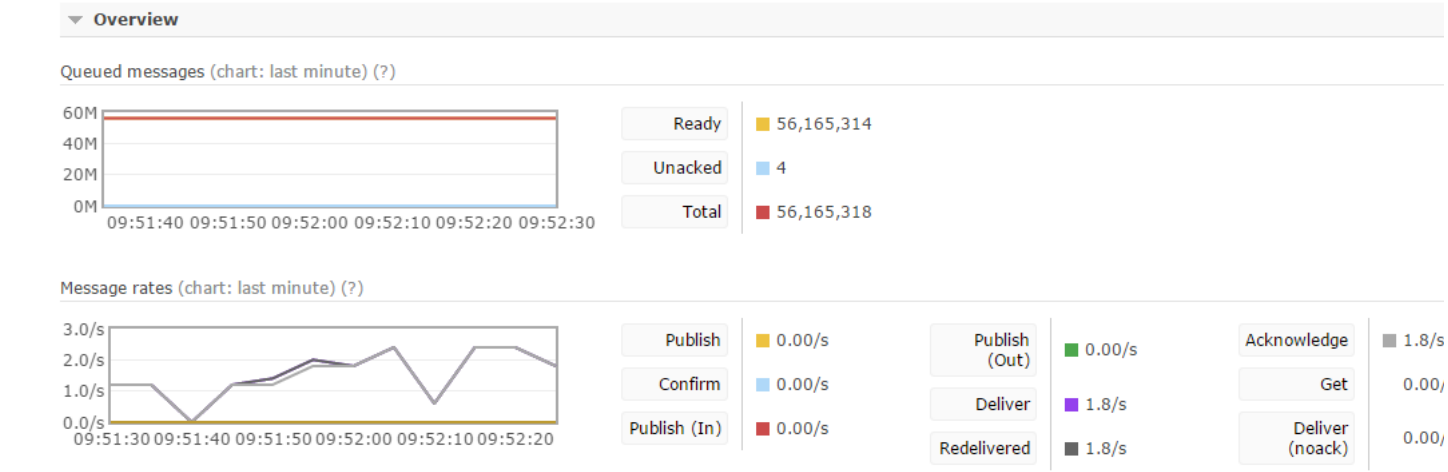 Overview
Queued messages (chart: last minute) (?)
60M
40M
20M
0M
09:51:40 09:51:50 09:52:00 09:52:10 09:52:20 09:52:30
Ready 56,165,314
Unacked 4
Total 56,165,318
Message rates (chart: last minute) (?)
3.0/s
2.0/s
1.0/s
0.0/s
09:51:30 09:51:40 09:51:50 09:52:00 09:52:10 09:52:20
Publish 0.00/s
Confirm 0.00/s
Publish (In) 0.00/s
Publish
(Out) 0.00/s
Deliver 1.8/s
Redelivered 1.8/s
Acknowledge 1.8/s
Get 0.00/
Deliver
(noack) 0.00/